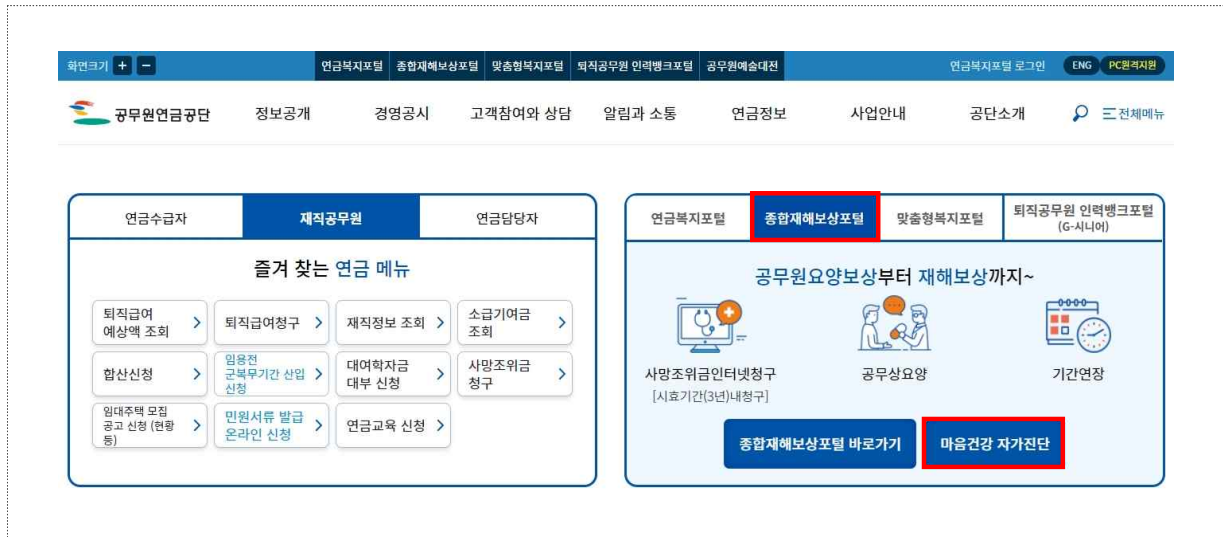 화면크기 + −
연금복지포털 종합재해보상포털 맞춤형복지포털 퇴직공무원 인력뱅크포털 공무원예술대전
연금복지포털 로그인 ENG PC원격지원
공무원연금공단 정보공개 경영공시 고객참여와 상담 알림과 소통 연금정보 사업안내 공단소개 전체메뉴
연금수급자 재직공무원 연금담당자
즐겨 찾는 연금 메뉴
퇴직급여
예상액 조회
퇴직급여청구
재직정보 조회
소급기여금
조회
합산신청
임용전
군복무기간 산입
신청
대여학자금
대부 신청
사망조위금
청구
임대주택 모집
공고 신청 (현황
등)
민원서류 발급
온라인 신청
연금교육 신청
연금복지포털 종합재해보상포털 맞춤형복지포털
퇴직공무원 인력뱅크포털
(G-시니어)
공무원요양보상부터 재해보상까지~
사망조위금인터넷청구
[시효기간(3년)내청구]
공무상요양
기간연장
종합재해보상포털 바로가기
마음건강 자가진단